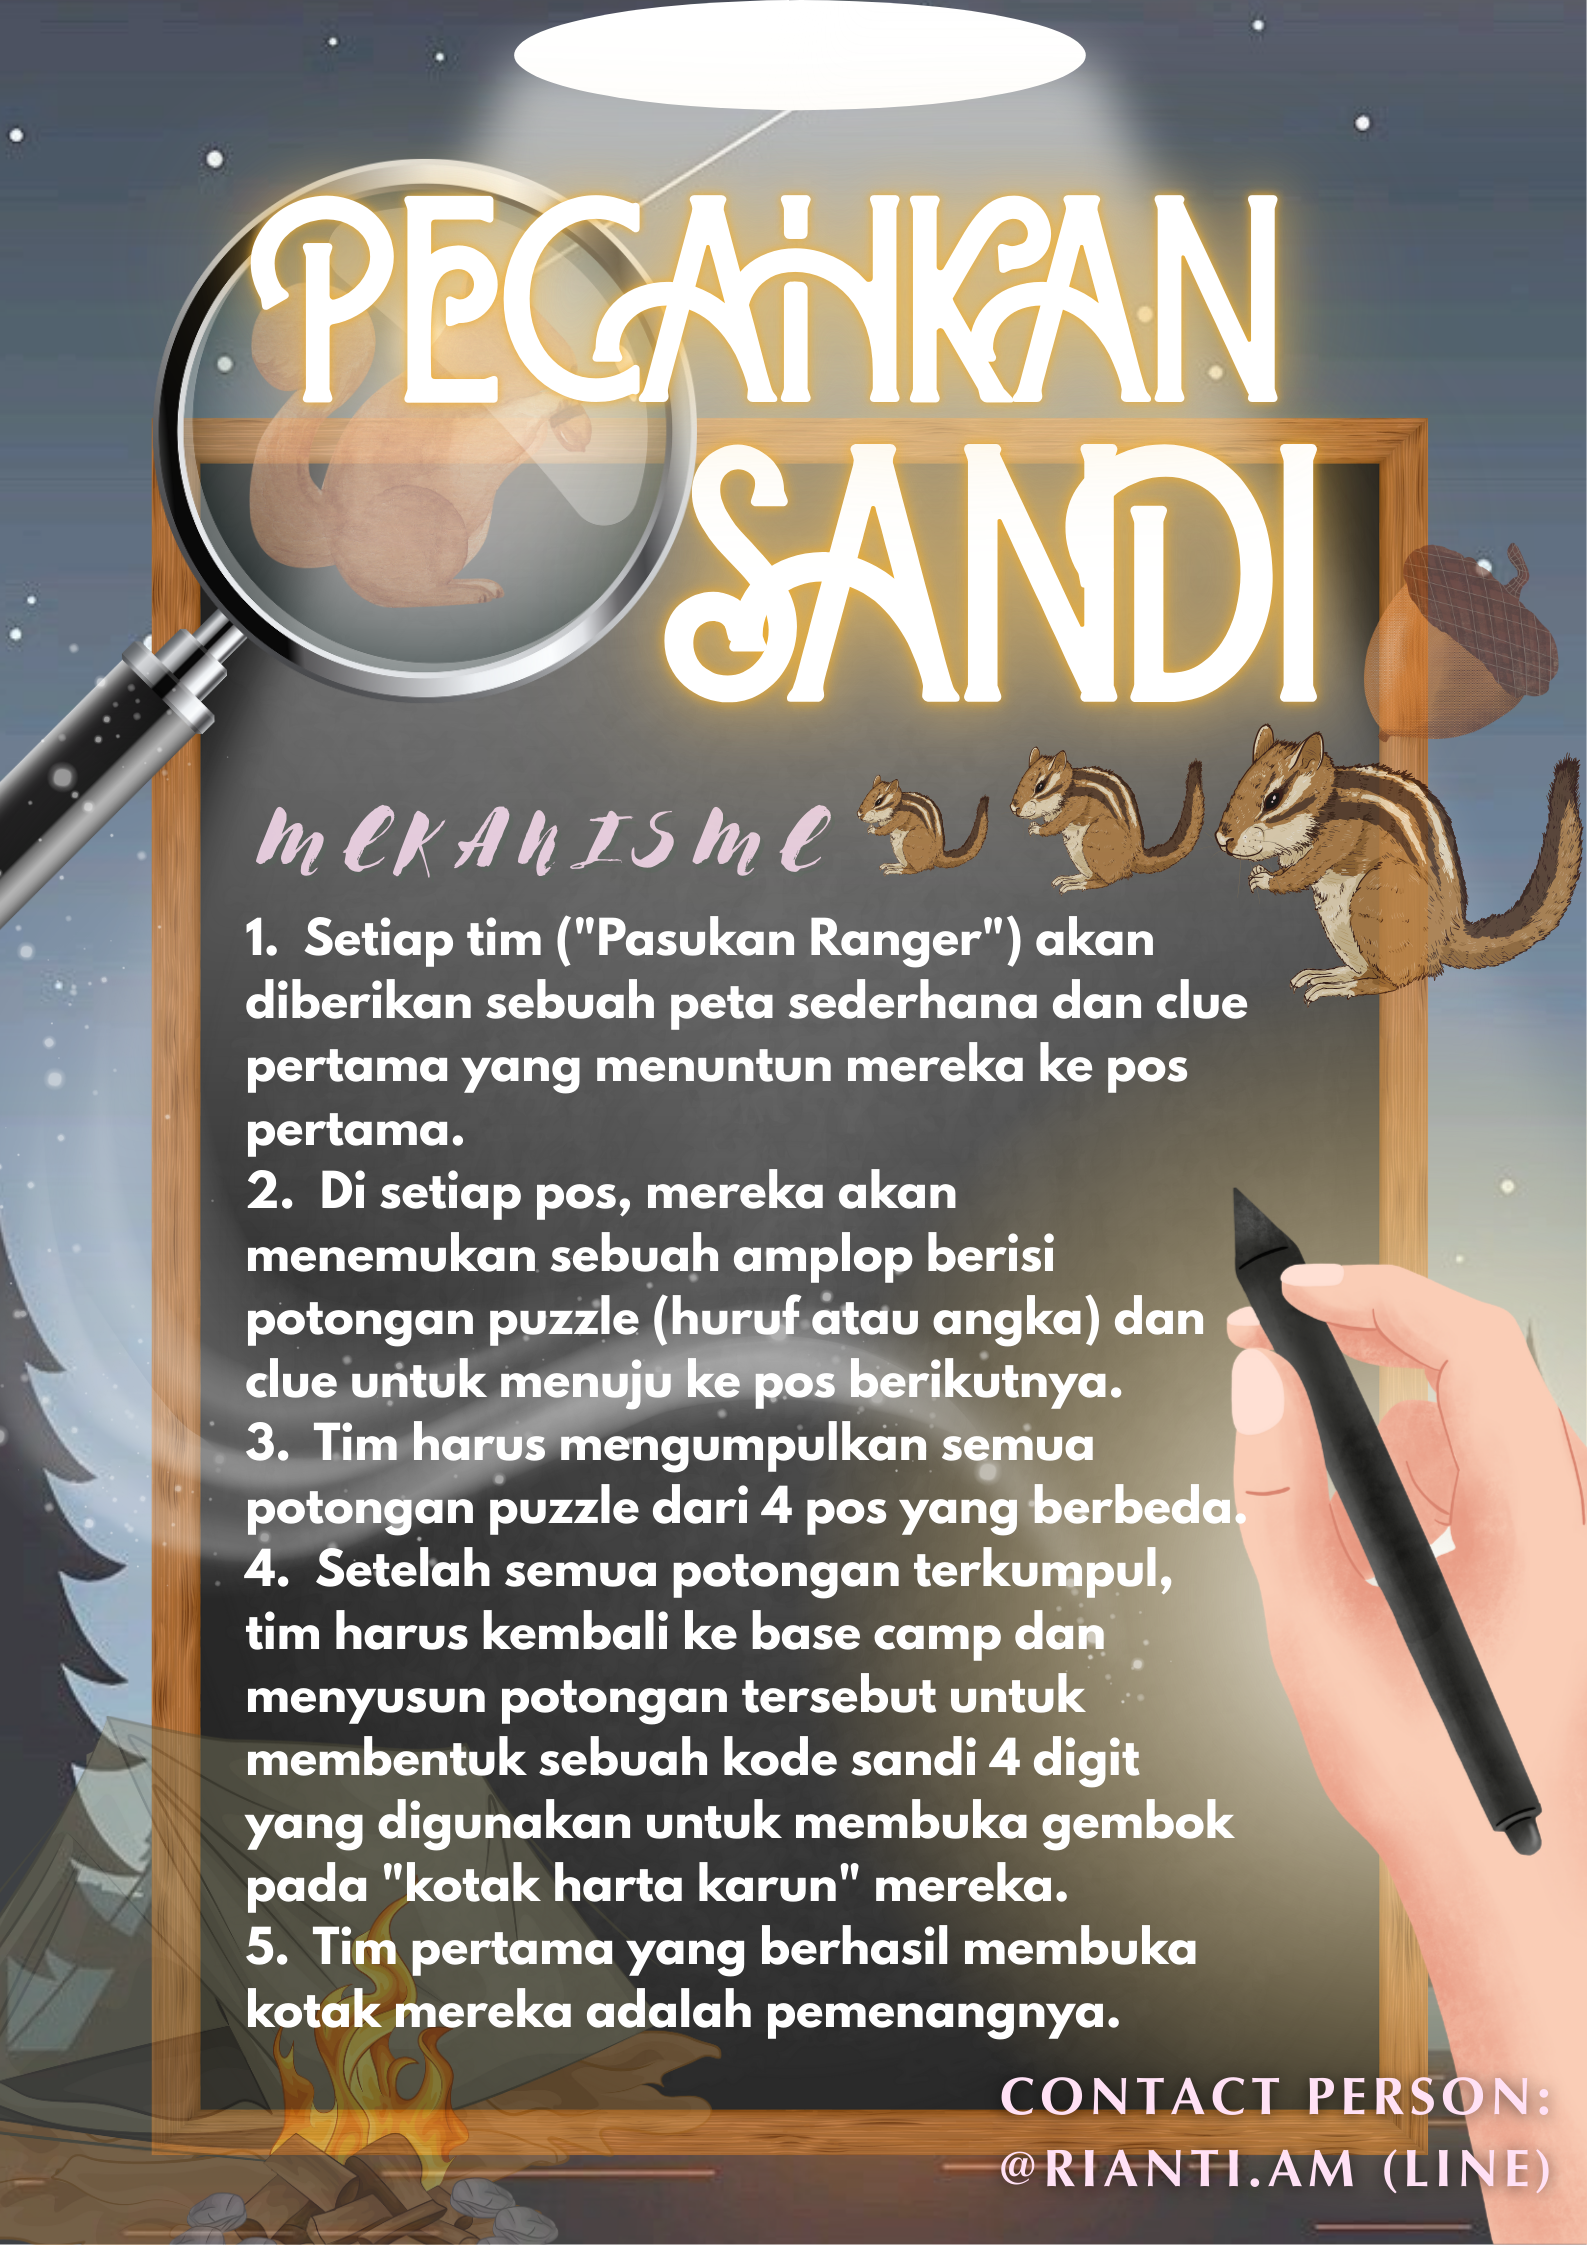 PECAHKAN
SANDI
MEKANISME
1. Setiap tim ("Pasukan Ranger") akan
diberikan sebuah peta sederhana dan clue
pertama yang menuntun mereka ke pos
pertama.
2. Di setiap pos, mereka akan
menemukan sebuah amplop berisi
potongan puzzle (huruf atau angka) dan
clue untuk menuju ke pos berikutnya.
3. Tim harus mengumpulkan semua
potongan puzzle dari 4 pos yang berbeda.
4. Setelah semua potongan terkumpul,
tim harus kembali ke base camp dan
menyusun potongan tersebut untuk
membentuk sebuah kode sandi 4 digit
yang digunakan untuk membuka gembok
pada "kotak harta karun" mereka.
5. Tim pertama yang berhasil membuka
kotak mereka adalah pemenangnya.
CONTACT PERSON:
@RIANTI.AM (LINE)